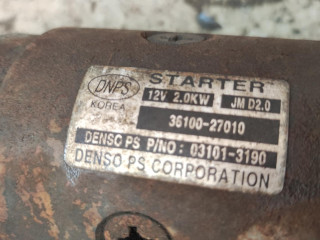 DNPS
KOREA
STARTER
12V 2.0KW
JM D2.0
36100-27010
DENSO PS P/NO: 03101-3190
DENSO PS CORPORATION